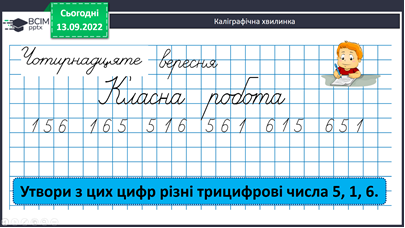 Сьогодні
13.09.2022
ВСІМ
pptx
Каліграфічна хвилинка
Чотирнадцяте вересня
Класна робота
156 165 516 561 615 651
Утвори з цих цифр різні трицифрові числа 5, 1, 6.